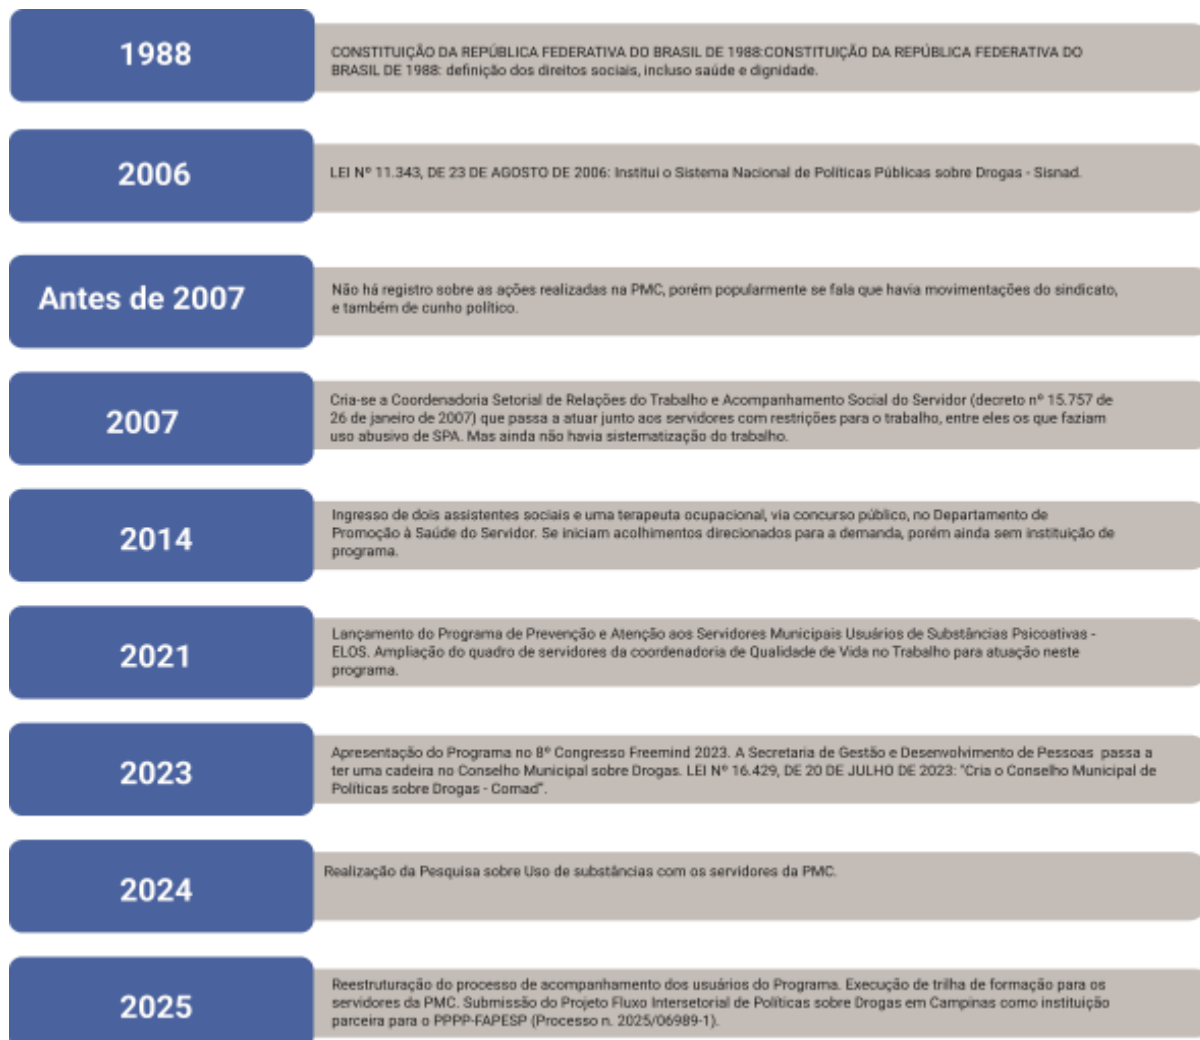 1988
CONSTITUIÇÃO DA REPÚBLICA FEDERATIVA DO BRASIL DE 1988:CONSTITUIÇÃO DA REPÚBLICA FEDERATIVA DO
BRASIL DE 1988: definição dos direitos sociais, incluso saúde e dignidade.
2006
LEI Nº 11.343, DE 23 DE AGOSTO DE 2006: Institui o Sistema Nacional de Políticas Públicas sobre Drogas - Sisnad.
Antes de 2007
Não há registro sobre as ações realizadas na PMC, porém popularmente se fala que havia movimentações do sindicato,
e também de cunho político.
2007
Cria-se a Coordenadoria Setorial de Relações do Trabalho e Acompanhamento Social do Servidor (decreto nº 15.757 de
26 de janeiro de 2007) que passa a atuar junto aos servidores com restrições para o trabalho, entre eles os que faziam
uso abusivo de SPA. Mas ainda não havia sistematização do trabalho.
2014
Ingresso de dois assistentes sociais e uma terapeuta ocupacional, via concurso público, no Departamento de
Promoção à Saúde do Servidor. Se iniciam acolhimentos direcionados para a demanda, porém ainda sem instituição de
programa.
2021
Lançamento do Programa de Prevenção e Atenção aos Servidores Municipais Usuários de Substâncias Psicoativas -
ELOS. Ampliação do quadro de servidores da coordenadoria de Qualidade de Vida no Trabalho para atuação neste
programa.
2023
Apresentação do Programa no 8º Congresso Freemind 2023. A Secretaria de Gestão e Desenvolvimento de Pessoas passa a
ter uma cadeira no Conselho Municipal sobre Drogas. LEI Nº 16.429, DE 20 DE JULHO DE 2023: "Cria o Conselho Municipal de
Políticas sobre Drogas - Comad".
2024
Realização da Pesquisa sobre Uso de substâncias com os servidores da PMC.
2025
Reestruturação do processo de acompanhamento dos usuários do Programa. Execução de trilha de formação para os
servidores da PMC. Submissão do Projeto Fluxo Intersetorial de Políticas sobre Drogas em Campinas como instituição
parceira para o PPPP-FAPESP (Processo n. 2025/06989-1).